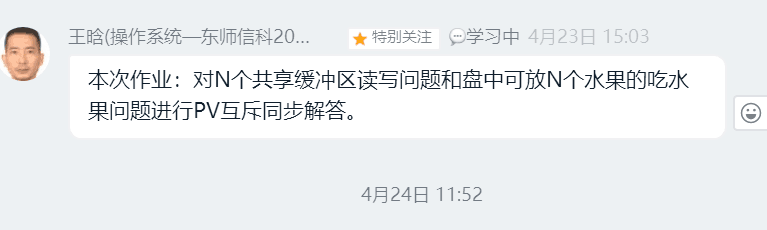 王晗(操作系统—东师信科20... 特别关注 学习中 4月23日 15:03
本次作业：对N个共享缓冲区读写问题和盘中可放N个水果的吃水
果问题进行PV互斥同步解答。
4月24日 11:52